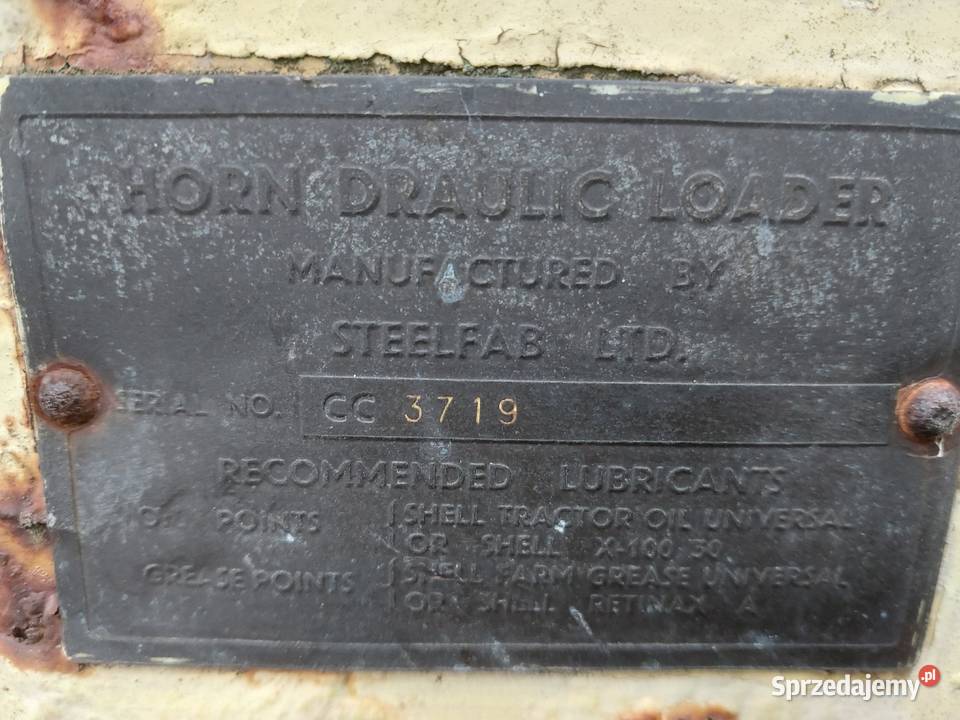 HORN DRAULIC LOADER
MANUFACTURED BY
STEELFAB LTD.
SERIAL NO. CC 3719
RECOMMENDED LUBRICANTS
POINTS SHELL TRACTOR OIL UNIVERSAL
OR SHELL X-100 30
GREASE POINTS SHELL FARM GREASE UNIVERSAL
OR SHELL RETINAX A
Sprzedajemy.pl